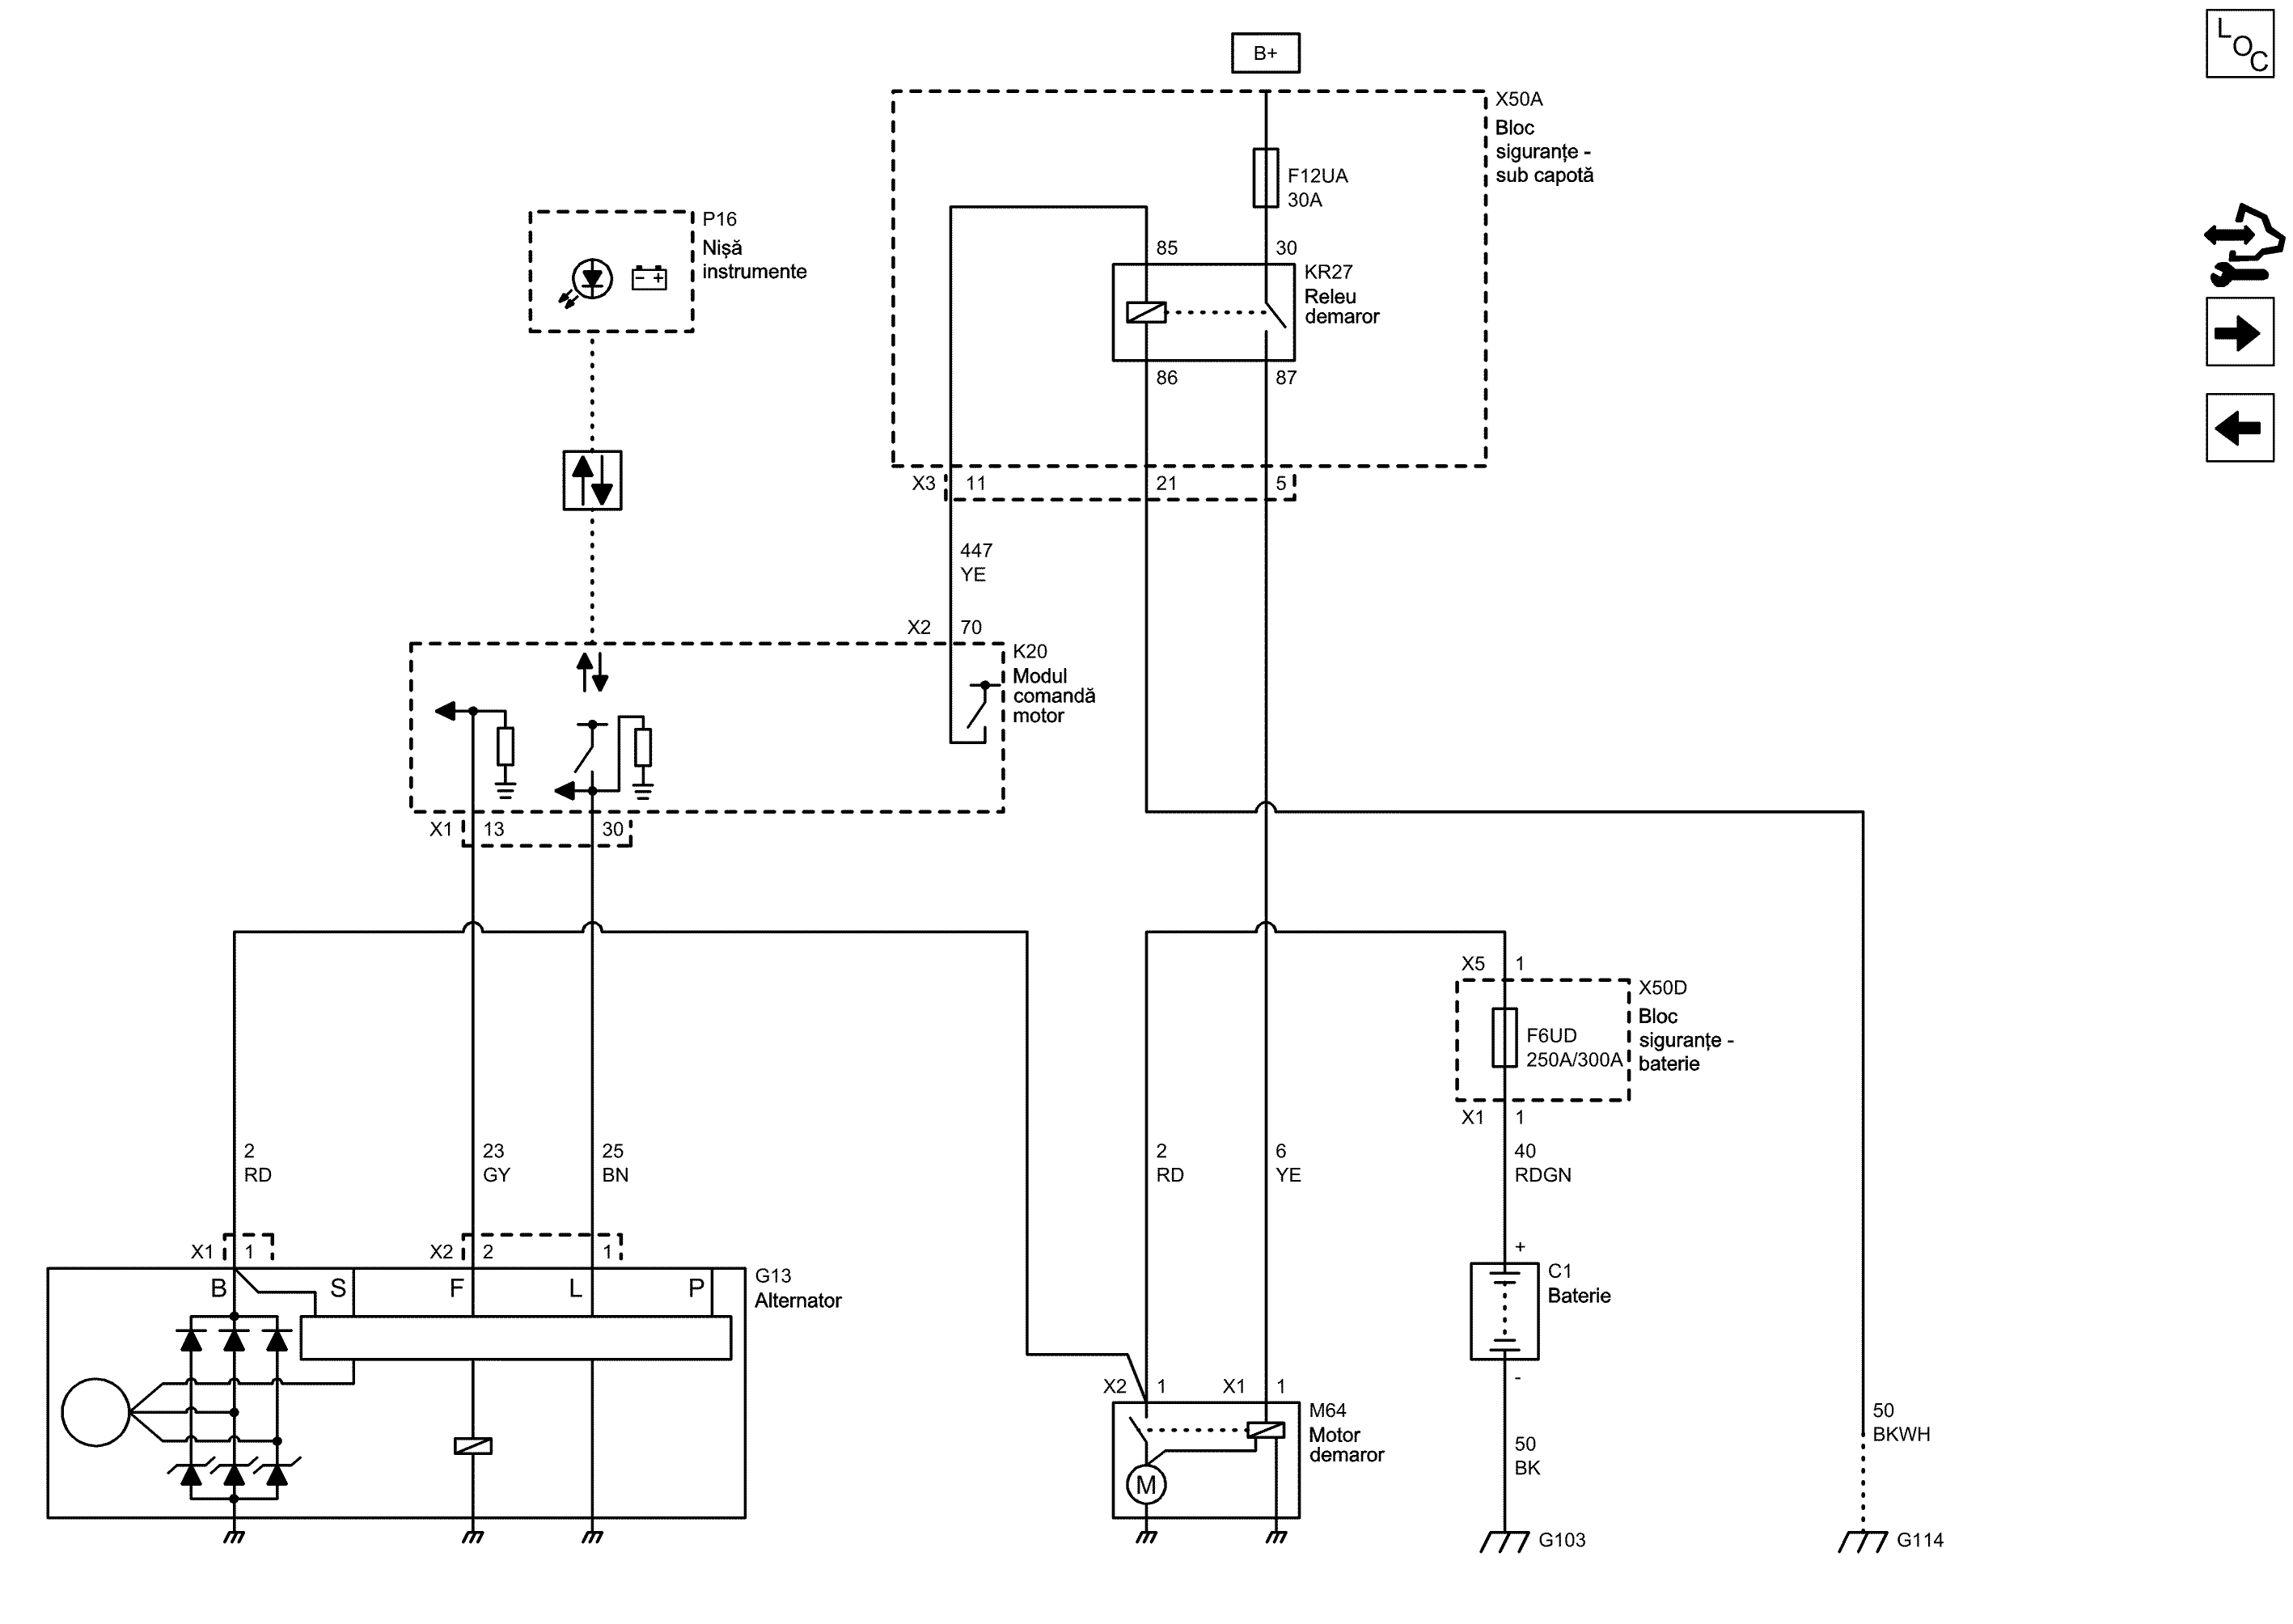 B+
LOC
X50A
Bloc
siguranțe -
sub capotă
F12UA
30A
P16
Nișă
instrumente
- +
85
30
KR27
Releu
demaror
86
87
X3
11
21
5
447
YE
X2
70
K20
Modul
comandă
motor
X1
13
30
X5
1
X50D
Bloc
siguranțe -
baterie
F6UD
250A/300A
X1
1
2
RD
23
GY
25
BN
2
RD
6
YE
40
RDGN
X1
1
X2
2
1
+
B
S
F
L
P
G13
Alternator
C1
Baterie
-
X2
1
X1
1
M64
Motor
demaror
M
50
BK
50
BKWH
G103
G114